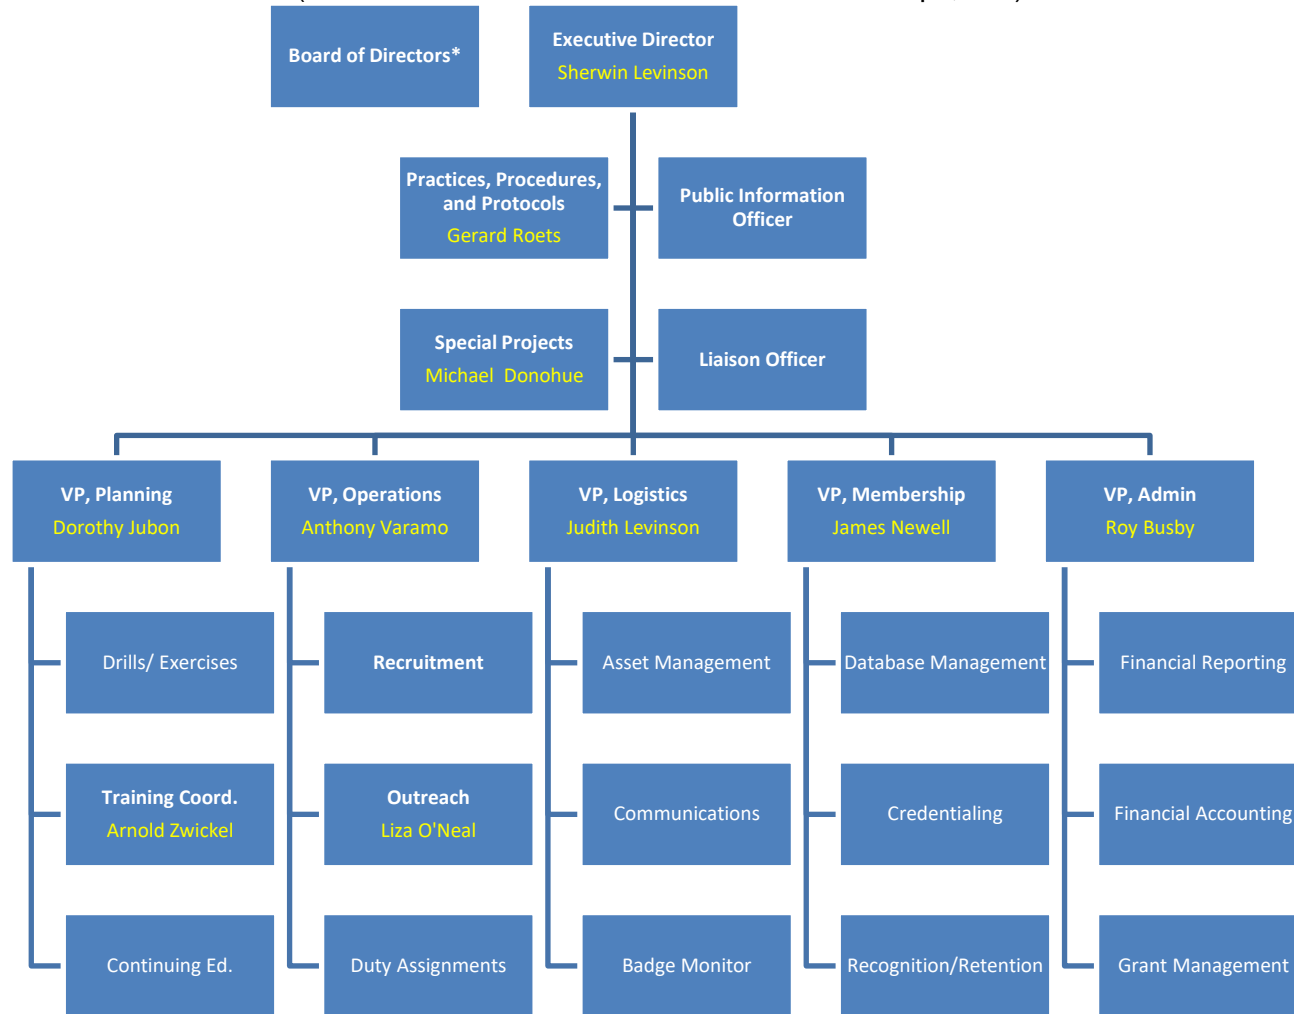 Board of Directors*
Executive Director
Sherwin Levinson
Practices, Procedures,
and Protocols
Gerard Roets
Public Information
Officer
Special Projects
Michael  Donohue
Liaison Officer
VP, Planning
Dorothy Jubon
VP, Operations
Anthony Varamo
VP, Logistics
Judith Levinson
VP, Membership
James Newell
VP, Admin
Roy Busby
Drills/ Exercises
Recruitment
Asset Management
Database Management
Financial Reporting
Training Coord.
Arnold Zwickel
Outreach
Liza O'Neal
Communications
Credentialing
Financial Accounting
Continuing Ed.
Duty Assignments
Badge Monitor
Recognition/Retention
Grant Management